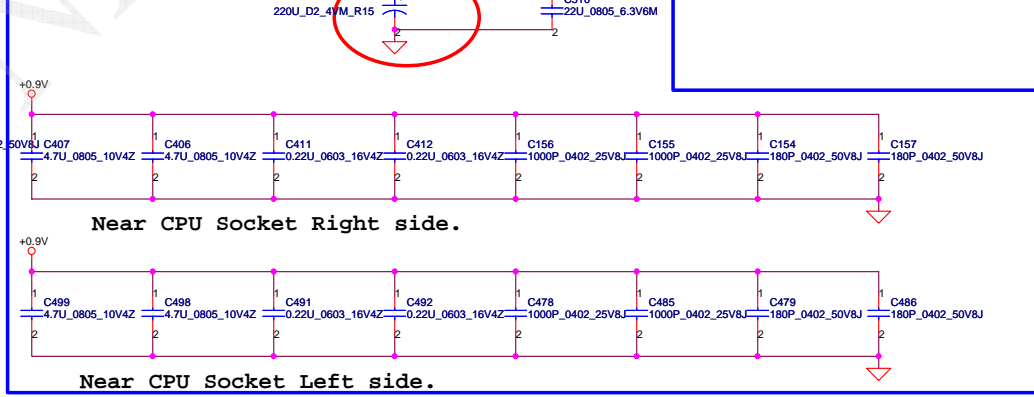 220U_D2_4VM_R15
2
22U_0805_6.3V6M
2
+0.9V
1 1 1 1 1 1 1 1
_50V8J C407 C406 C411 C412 C156 C155 C154 C157
4.7U_0805_10V4Z 4.7U_0805_10V4Z 0.22U_0603_16V4Z 0.22U_0603_16V4Z 1000P_0402_25V8J 1000P_0402_25V8J 180P_0402_50V8J 180P_0402_50V8J
2 2 2 2 2 2 2 2
Near CPU Socket Right side.
+0.9V
1 1 1 1 1 1 1 1
C499 C498 C491 C492 C478 C485 C479 C486
4.7U_0805_10V4Z 4.7U_0805_10V4Z 0.22U_0603_16V4Z 0.22U_0603_16V4Z 1000P_0402_25V8J 1000P_0402_25V8J 180P_0402_50V8J 180P_0402_50V8J
2 2 2 2 2 2 2 2
Near CPU Socket Left side.